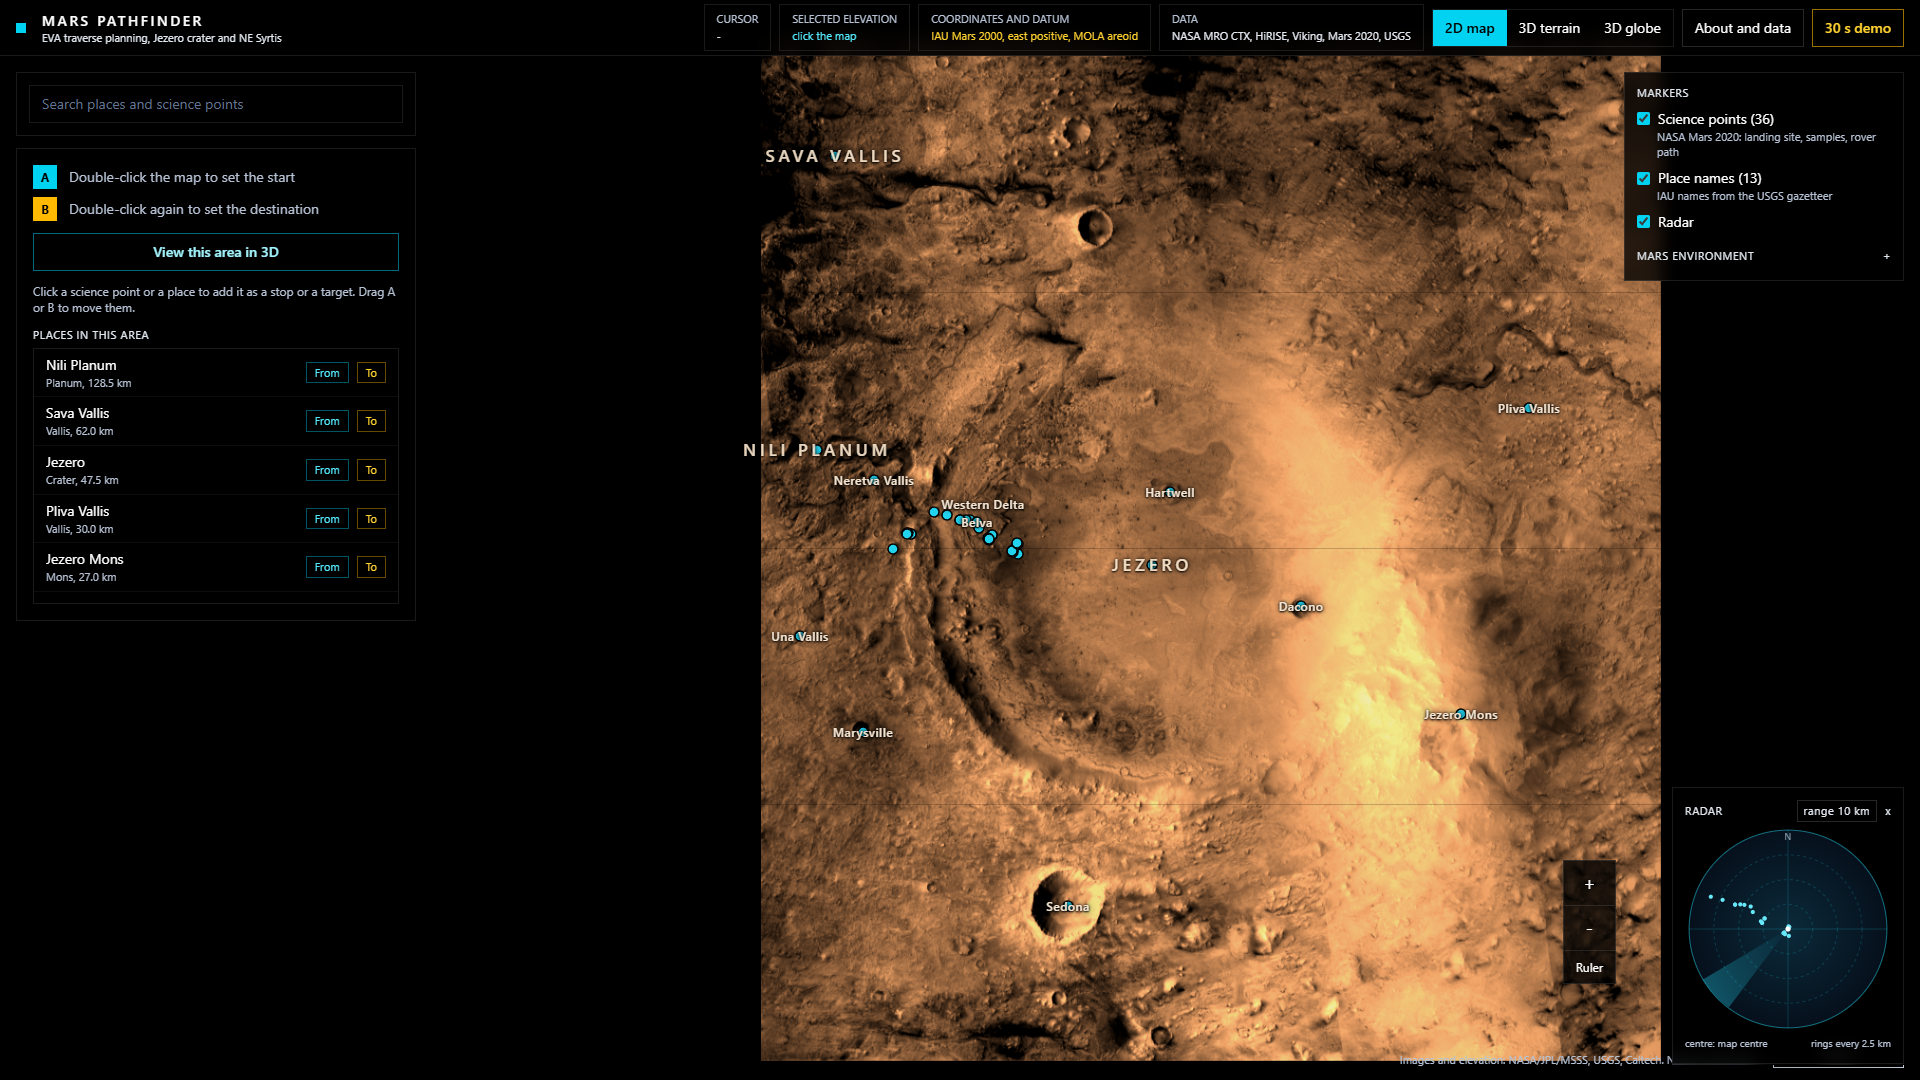 MARS PATHFINDER
EVA traverse planning, Jezero crater and NE Syrtis
CURSOR
-
SELECTED ELEVATION
click the map
COORDINATES AND DATUM
IAU Mars 2000, east positive, MOLA areoid
DATA
NASA MRO CTX, HiRISE, Viking, Mars 2020, USGS
2D map
3D terrain
3D globe
About and data
30 s demo
Search places and science points
A
Double-click the map to set the start
B
Double-click again to set the destination
View this area in 3D
Click a science point or a place to add it as a stop or a target. Drag A
or B to move them.
PLACES IN THIS AREA
Nili Planum
Planum, 128.5 km
From
To
Sava Vallis
Vallis, 62.0 km
From
To
Jezero
Crater, 47.5 km
From
To
Pliva Vallis
Vallis, 30.0 km
From
To
Jezero Mons
Mons, 27.0 km
From
To
SAVA VALLIS
Pliva Vallis
NILI PLANUM
Neretva Vallis
Hartwell
Western Delta
Belva
JEZERO
Dacono
Una Vallis
Jezero Mons
Marysville
Sedona
MARKERS
Science points (36)
NASA Mars 2020: landing site, samples, rover
path
Place names (13)
IAU names from the USGS gazetteer
Radar
MARS ENVIRONMENT
+
+
-
Ruler
RADAR
range 10 km
x
N
centre: map centre
rings every 2.5 km
Images and elevation: NASA/JPL/MSSS, USGS, Caltech. N